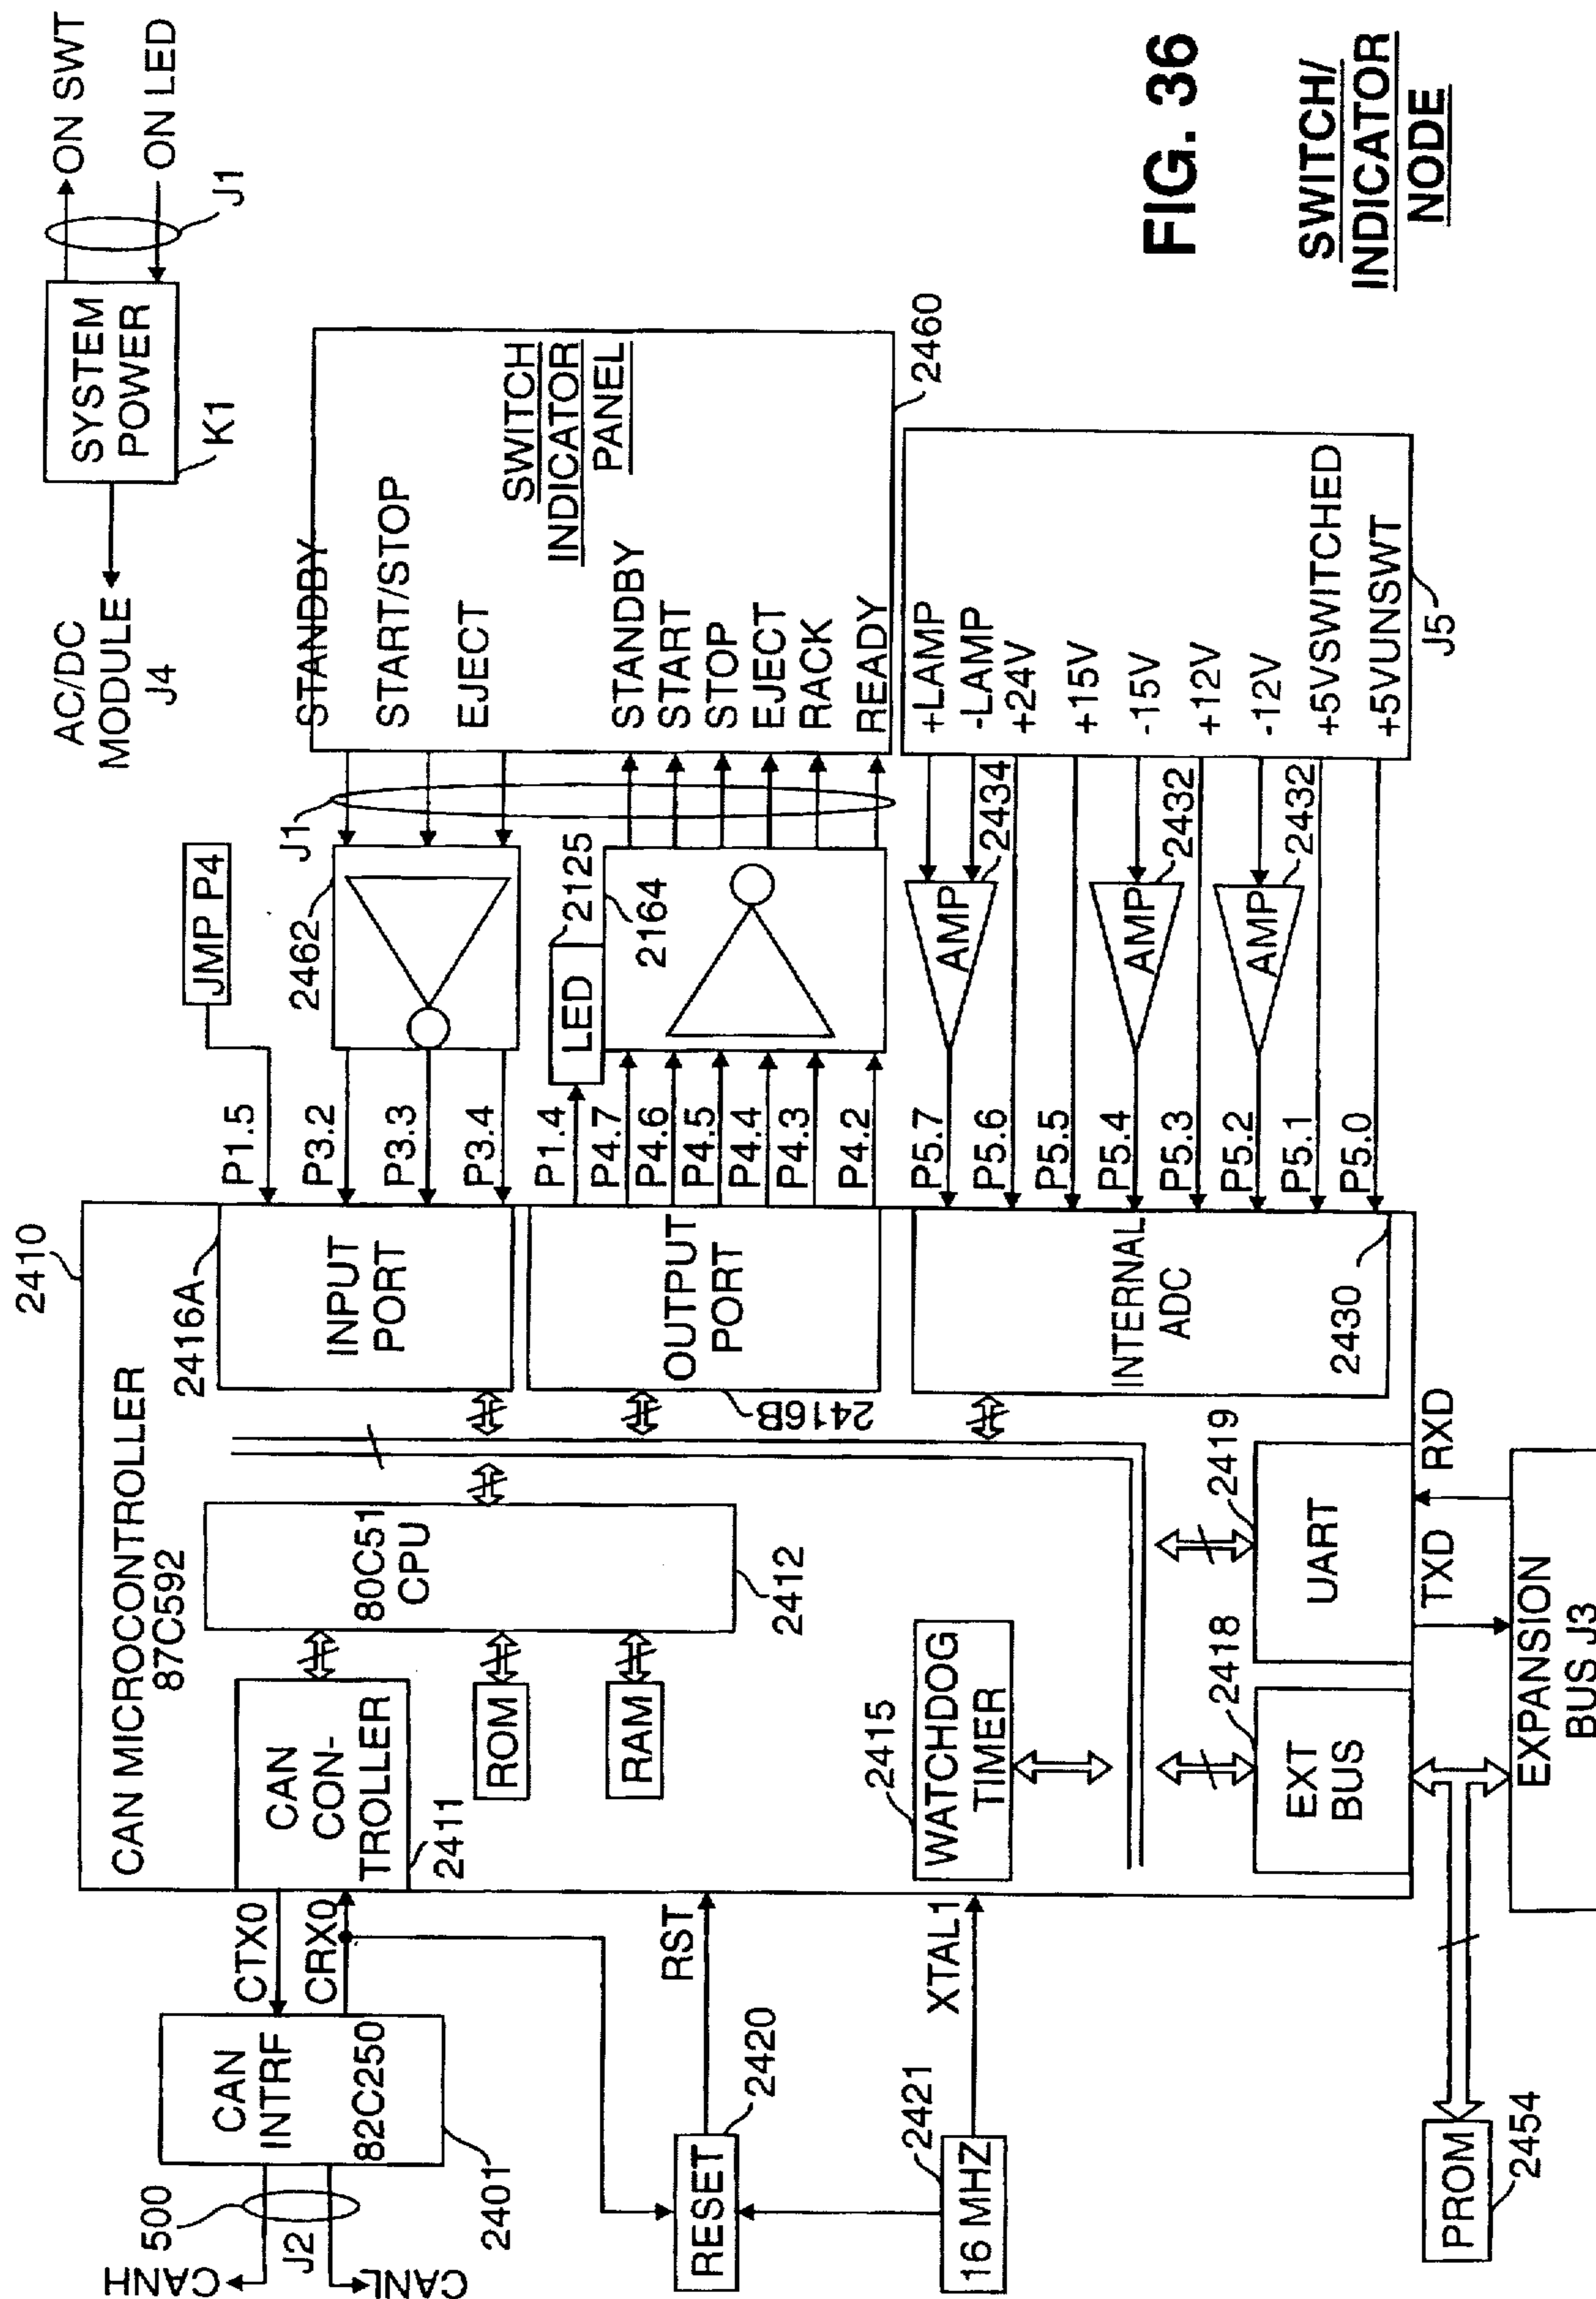 ON SWT
ON LED
J1
SYSTEM
POWER
K1
AC/DC
MODULE
J4
FIG. 36
SWITCH/
INDICATOR
NODE
2410
CAN MICROCONTROLLER
87C592
CAN
CON-
TROLLER
2411
ROM
RAM
80C51
CPU
2412
2416A
INPUT
PORT
OUTPUT
PORT
2416B
INTERNAL
ADC
2430
2415
WATCHDOG
TIMER
2418
EXT
BUS
2419
UART
TXD
RXD
EXPANSION
BUS J3
PROM
2454
CANH
CANL
500
J2
CAN
INTRF
82C250
2401
CTX0
CRX0
RESET
2420
RST
16 MHZ
2421
XTAL1
JMP P4
P1.5
P3.2
P3.3
P3.4
2462
J1
P1.4
LED
2125
P4.7
P4.6
P4.5
P4.4
P4.3
P4.2
2164
STANDBY
START/STOP
EJECT
SWITCH
INDICATOR
PANEL
STANDBY
START
STOP
EJECT
RACK
READY
2460
P5.7
P5.6
P5.5
P5.4
P5.3
P5.2
P5.1
P5.0
AMP
2434
AMP
2432
AMP
2432
+LAMP
-LAMP
+24V
+15V
-15V
+12V
-12V
+5VSWITCHED
+5VUNSWT
J5